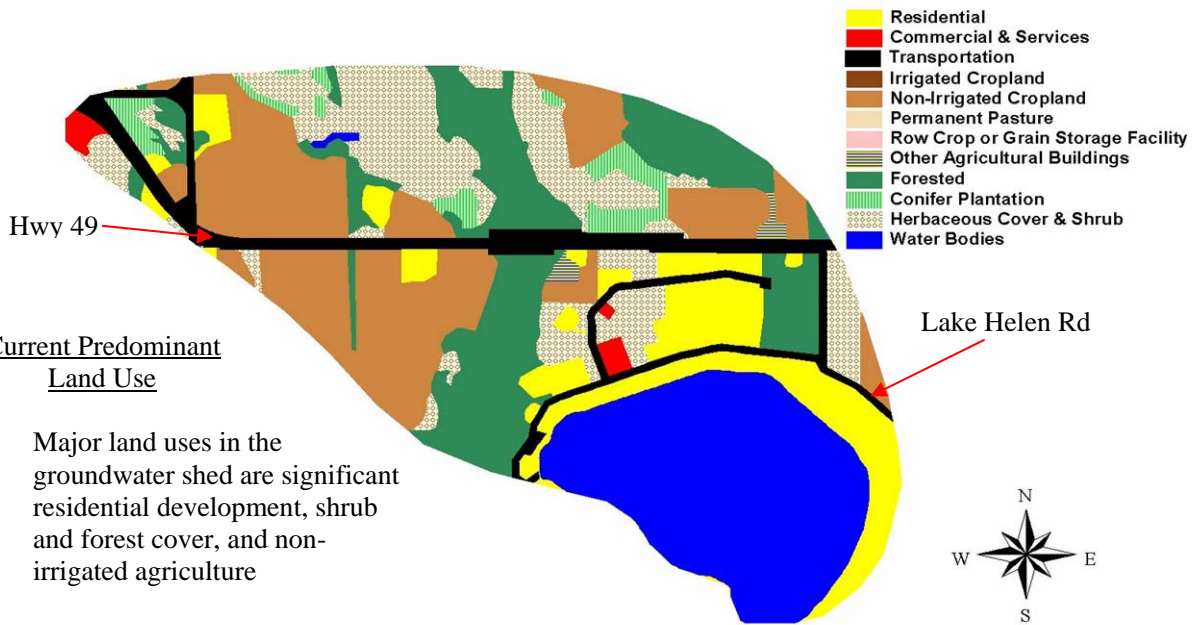 Residential
Commercial & Services
Transportation
Irrigated Cropland
Non-Irrigated Cropland
Permanent Pasture
Row Crop or Grain Storage Facility
Other Agricultural Buildings
Forested
Conifer Plantation
Herbaceous Cover & Shrub
Water Bodies
Hwy 49
Lake Helen Rd
Current Predominant
Land Use
Major land uses in the
groundwater shed are significant
residential development, shrub
and forest cover, and non-
irrigated agriculture
N
W
E
S